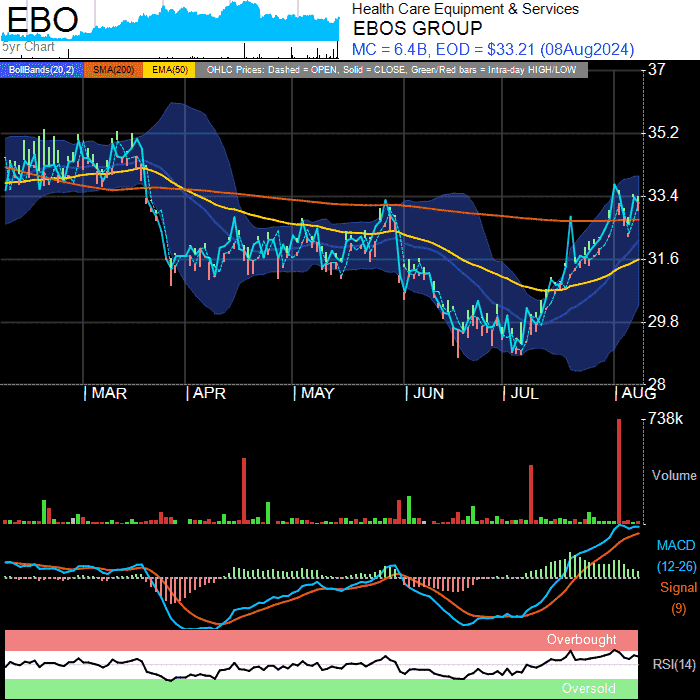 EBO
5yr Chart
Health Care Equipment & Services
EBOS GROUP
MC = 6.4B, EOD = $33.21 (08Aug2024)
BollBands(20,2) SMA(200) EMA(50) OHLC Prices: Dashed = OPEN, Solid = CLOSE, Green/Red bars = Intra-day HIGH/LOW
37
35.2
33.4
31.6
29.8
28
MAR APR MAY JUN JUL AUG
738k
Volume
MACD
(12-26)
Signal
(9)
Overbought
RSI(14)
Oversold